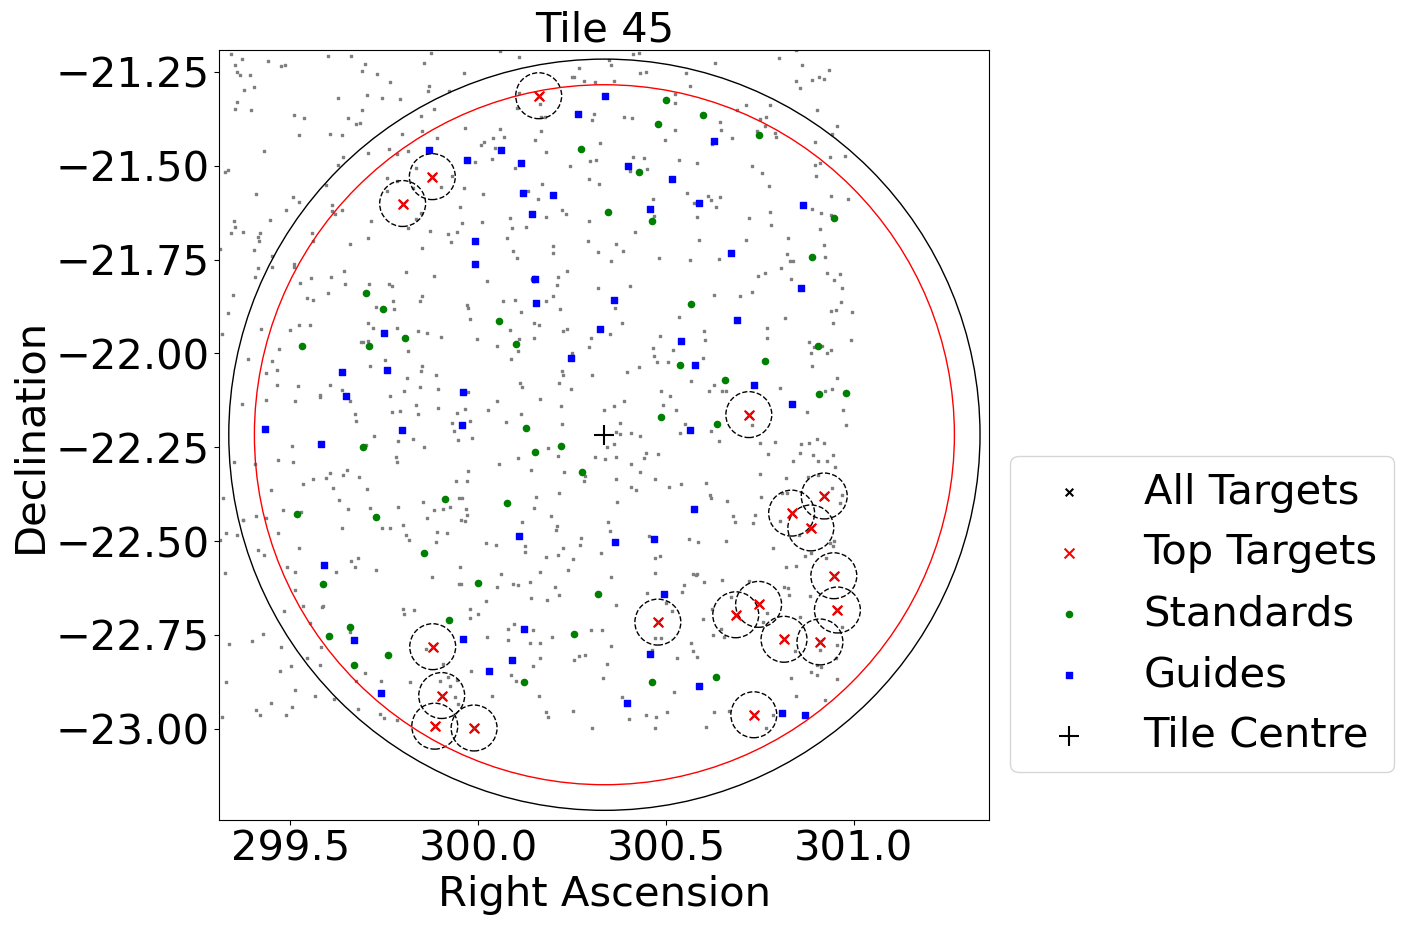 Tile 45
−21.25
−21.50
−21.75
−22.00
−22.25
−22.50
−22.75
−23.00
Declination
299.5 300.0 300.5 301.0
Right Ascension
All Targets
Top Targets
Standards
Guides
Tile Centre